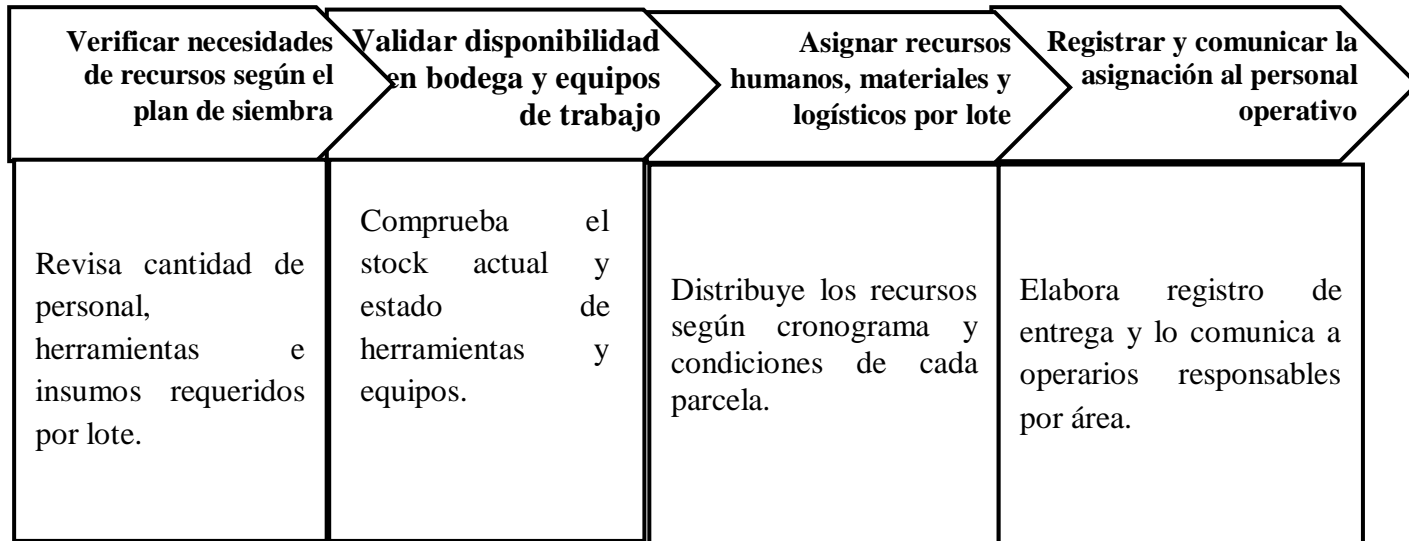 Verificar necesidades
de recursos según el
plan de siembra
Validar disponibilidad
en bodega y equipos
de trabajo
Asignar recursos
humanos, materiales y
logísticos por lote
Registrar y comunicar la
asignación al personal
operativo
Revisa cantidad de
personal,
herramientas e
insumos requeridos
por lote.
Comprueba el
stock actual y
estado de
herramientas y
equipos.
Distribuye los recursos
según cronograma y
condiciones de cada
parcela.
Elabora registro de
entrega y lo comunica a
operarios responsables
por área.